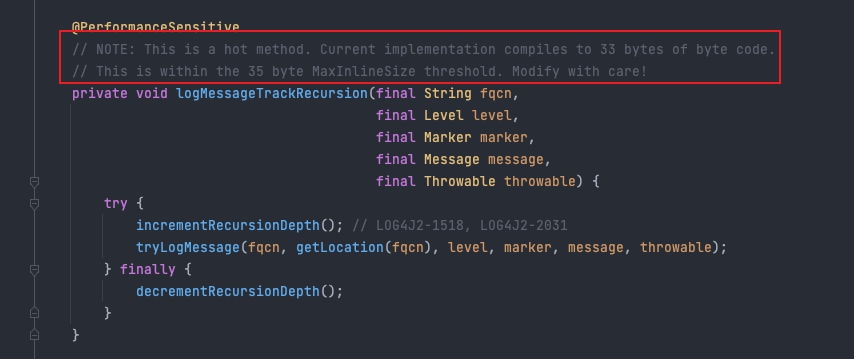 @PerformanceSensitive
// NOTE: This is a hot method. Current implementation compiles to 33 bytes of byte code.
// This is within the 35 byte MaxInlineSize threshold. Modify with care!
private void logMessageTrackRecursion(final String fqcn,
final Level level,
final Marker marker,
final Message message,
final Throwable throwable) {
try {
incrementRecursionDepth(); // LOG4J2-1518, LOG4J2-2031
tryLogMessage(fqcn, getLocation(fqcn), level, marker, message, throwable);
} finally {
decrementRecursionDepth();
}
}